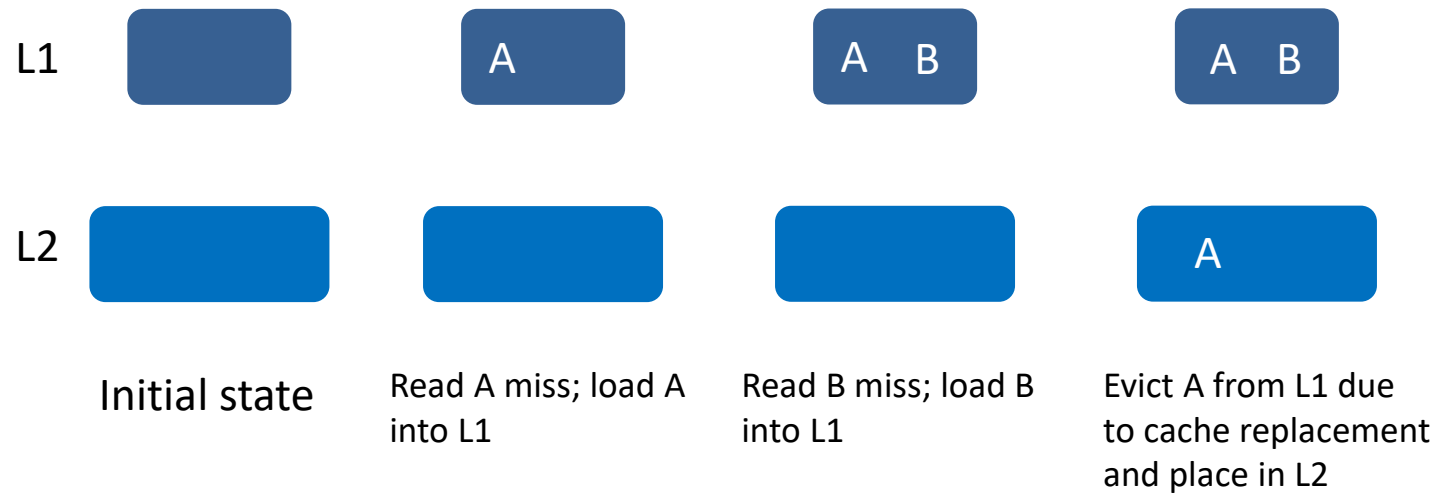 L1
A
A B
A B
L2
A
Initial state
Read A miss; load A
into L1
Read B miss; load B
into L1
Evict A from L1 due
to cache replacement
and place in L2